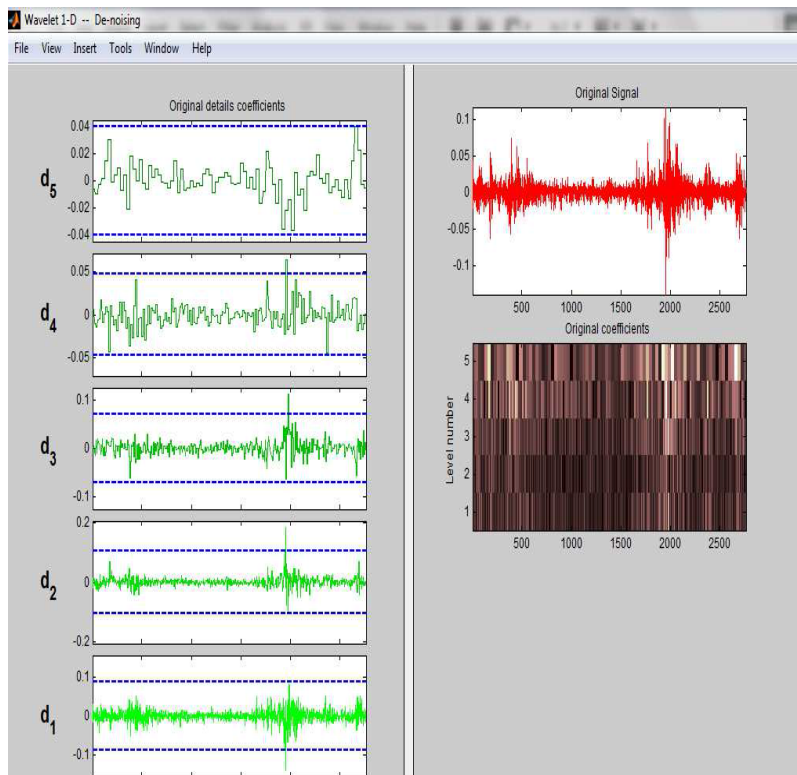 Wavelet 1-D -- De-noising
File View Insert Tools Window Help
Original details coefficients
d5
0.04
0.02
0
-0.02
-0.04
d4
0.05
0
-0.05
d3
0.1
0
-0.1
d2
0.2
0
-0.2
d1
0.1
0
-0.1
Original Signal
0.1
0.05
0
-0.05
-0.1
500 1000 1500 2000 2500
Original coefficients
Level number
5
4
3
2
1
500 1000 1500 2000 2500